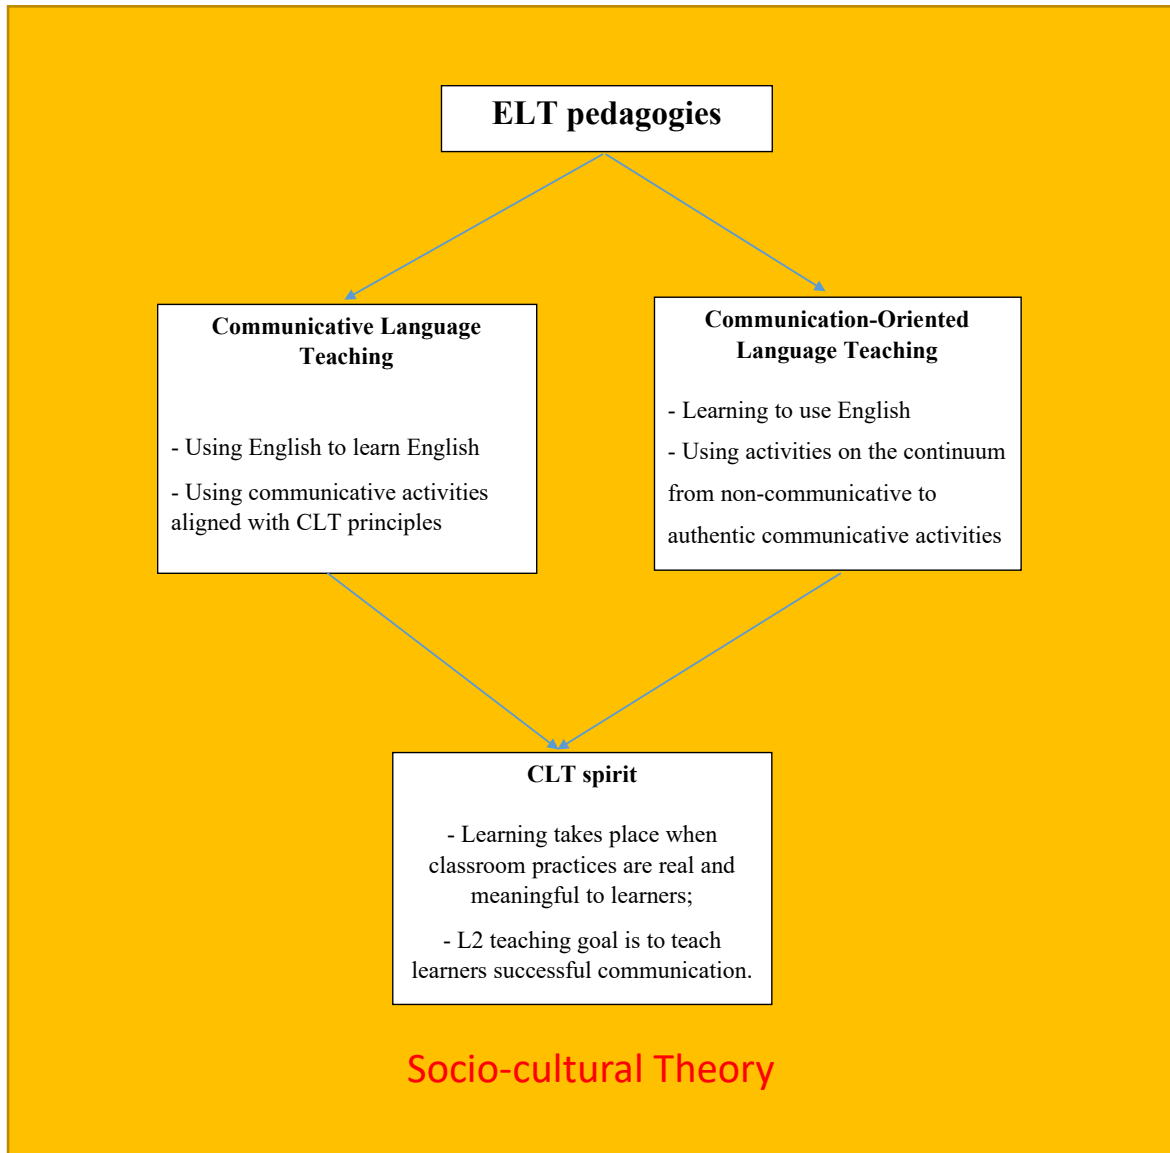 ELT pedagogies
Communicative Language
Teaching
- Using English to learn English
- Using communicative activities
aligned with CLT principles
Communication-Oriented
Language Teaching
- Learning to use English
- Using activities on the continuum
from non-communicative to
authentic communicative activities
CLT spirit
- Learning takes place when
classroom practices are real and
meaningful to learners;
- L2 teaching goal is to teach
learners successful communication.
Socio-cultural Theory